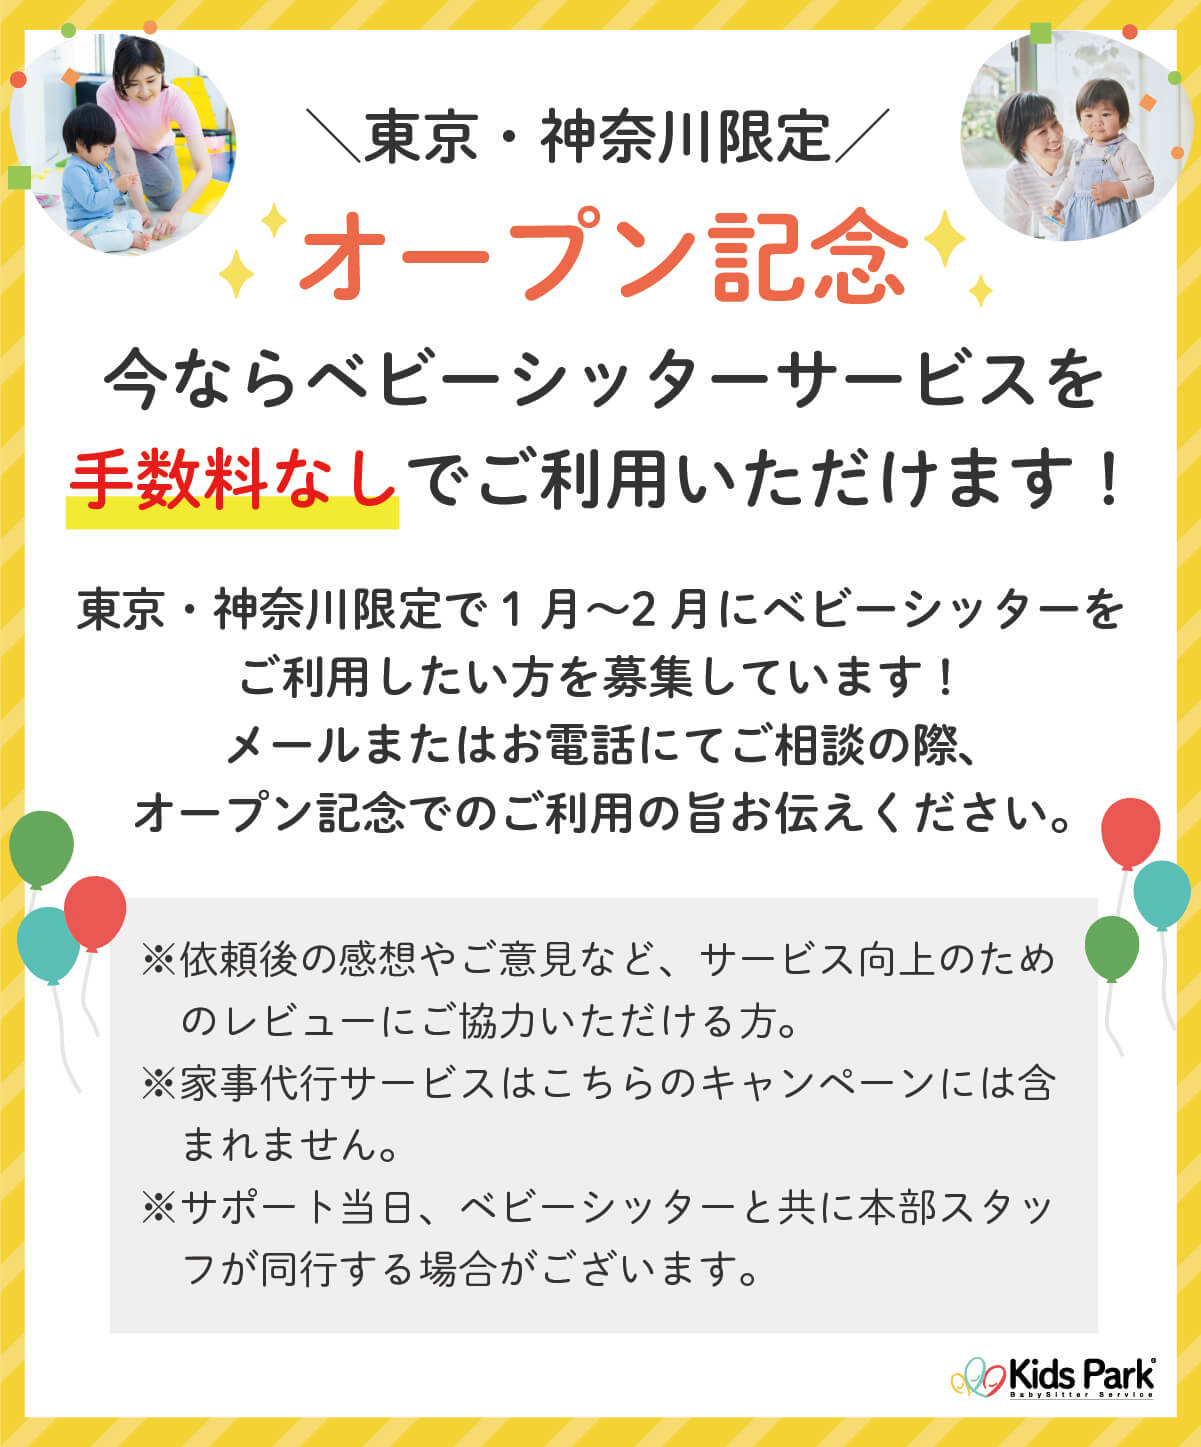 ＼東京・神奈川限定／
オープン記念
今ならベビーシッターサービスを
手数料なしでご利用いただけます！
東京・神奈川限定で1月～2月にベビーシッターを
ご利用したい方を募集しています！
メールまたはお電話にてご相談の際、
オープン記念でのご利用の旨お伝えください。
※依頼後の感想やご意見など、サービス向上のため
のレビューにご協力いただける方。
※家事代行サービスはこちらのキャンペーンには含
まれません。
※サポート当日、ベビーシッターと共に本部スタッ
フが同行する場合がございます。
Kids Park
BabySitter Service